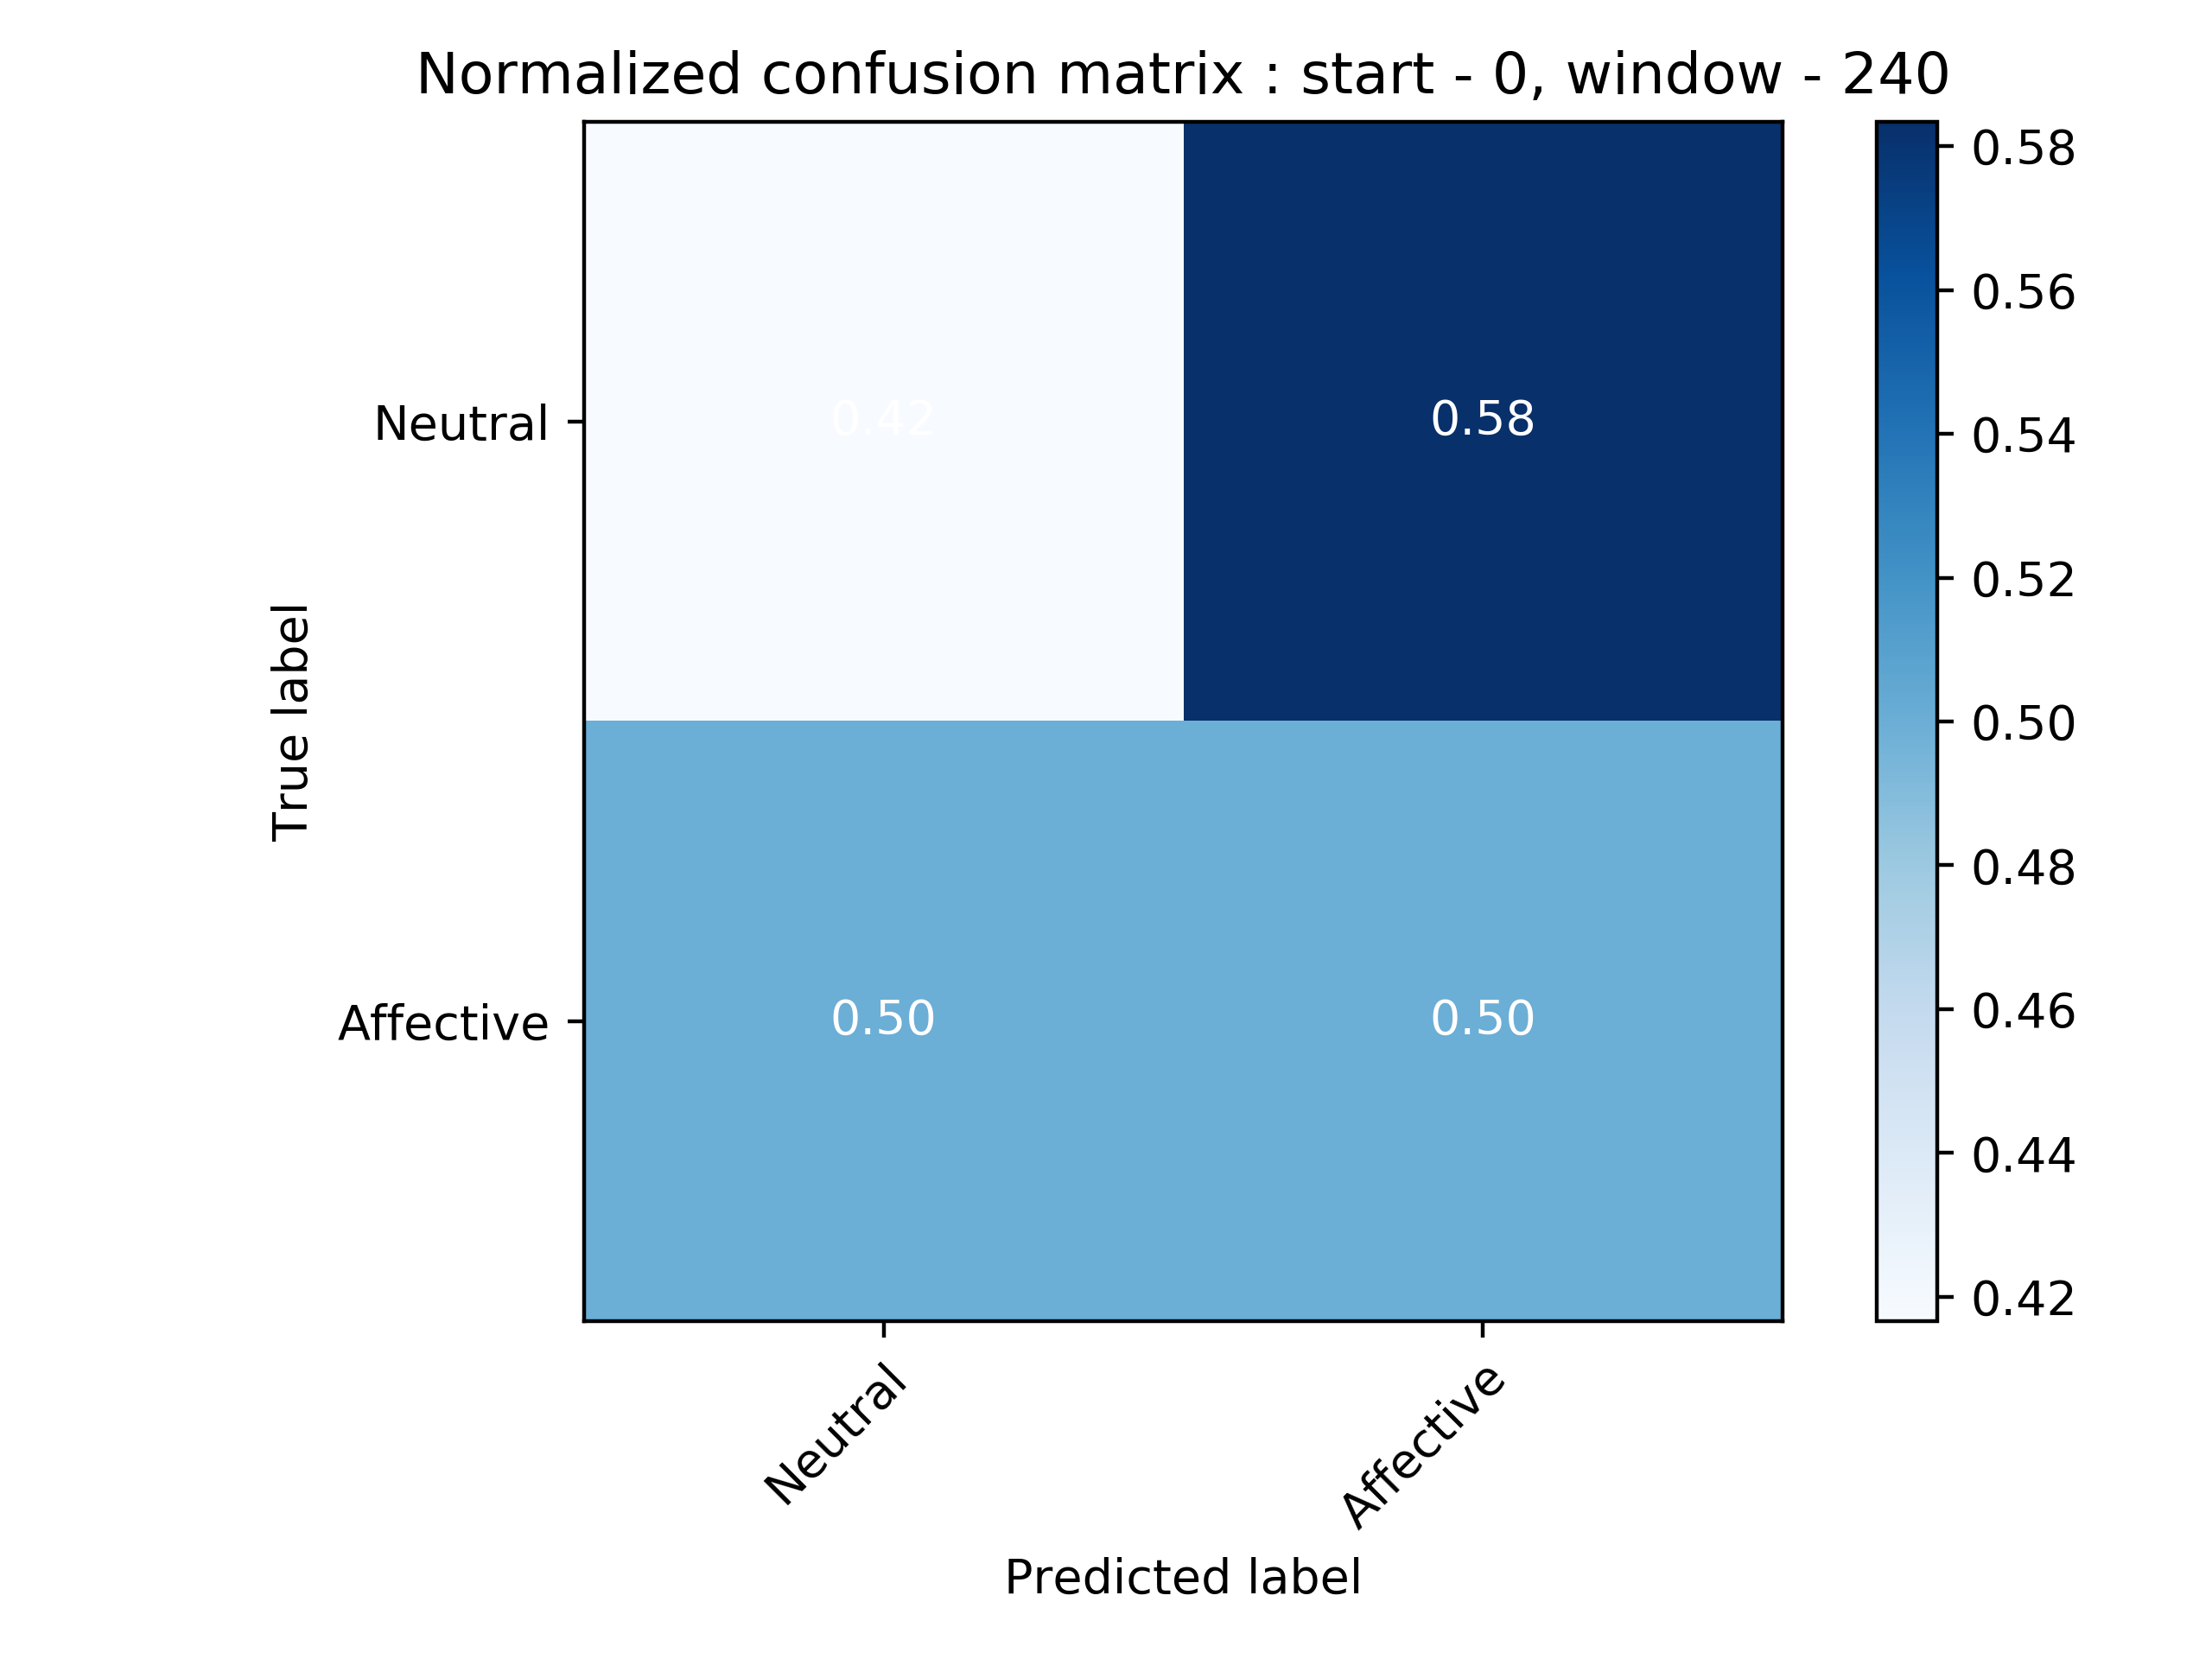 Normalized confusion matrix : start - 0, window - 240
0.58
0.56
0.54
0.52
0.50
0.48
0.46
0.44
0.42
True label
Neutral
0.42 0.58
Affective
0.50 0.50
Neutral
Affective
Predicted label